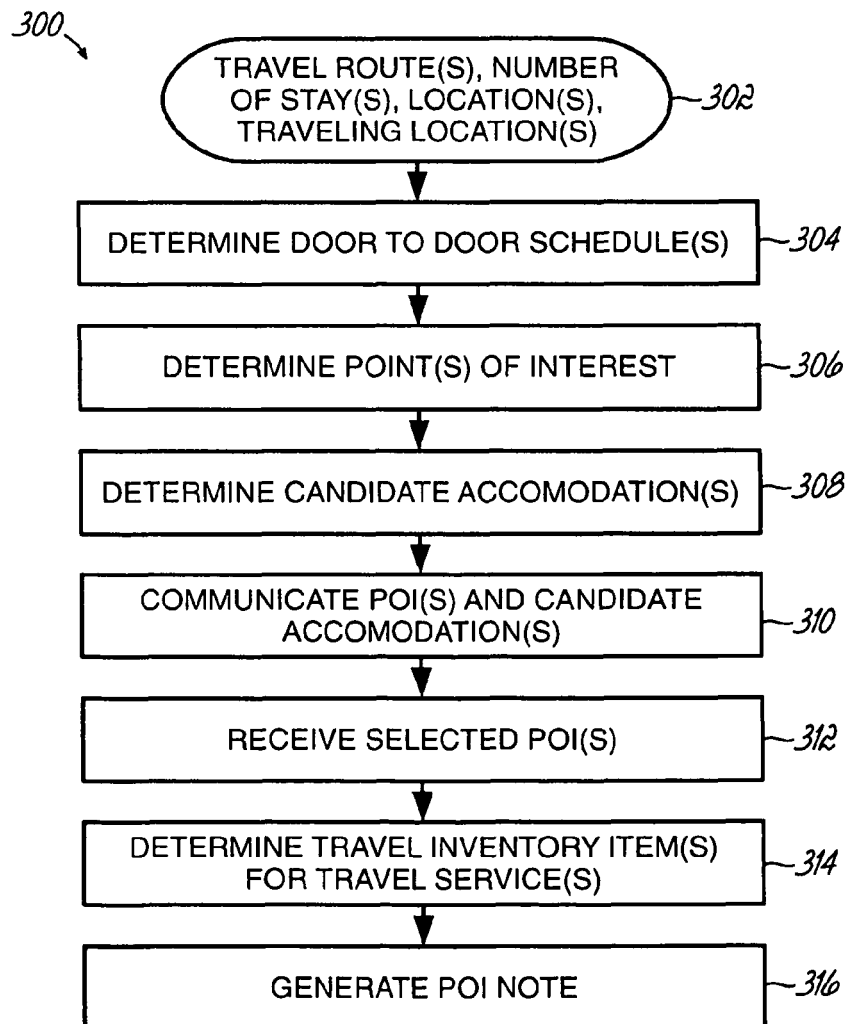 300
TRAVEL ROUTE(S), NUMBER
OF STAY(S), LOCATION(S),
TRAVELING LOCATION(S)
302
DETERMINE DOOR TO DOOR SCHEDULE(S)
304
DETERMINE POINT(S) OF INTEREST
306
DETERMINE CANDIDATE ACCOMODATION(S)
308
COMMUNICATE POI(S) AND CANDIDATE
ACCOMODATION(S)
310
RECEIVE SELECTED POI(S)
312
DETERMINE TRAVEL INVENTORY ITEM(S)
FOR TRAVEL SERVICE(S)
314
GENERATE POI NOTE
316